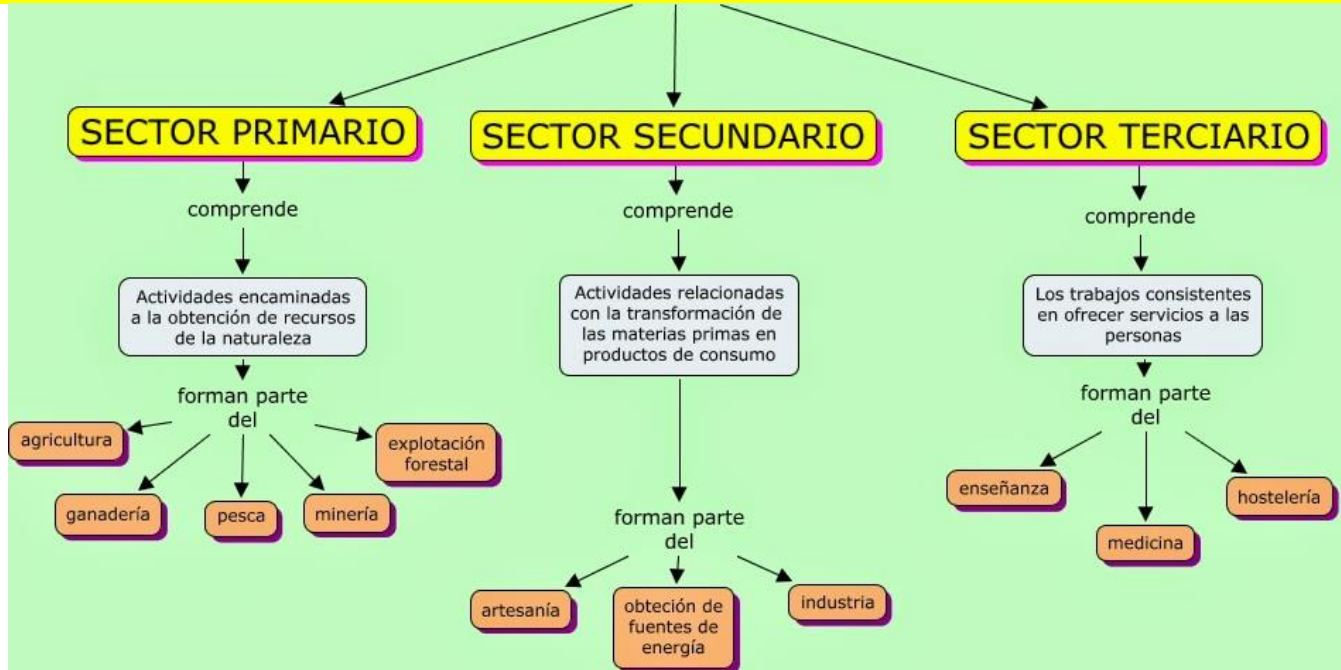 SECTOR PRIMARIO
comprende
Actividades encaminadas
a la obtención de recursos
de la naturaleza
forman parte
del
agricultura
ganadería
pesca
minería
explotación
forestal
SECTOR SECUNDARIO
comprende
Actividades relacionadas
con la transformación de
las materias primas en
productos de consumo
forman parte
del
artesanía
obteción de
fuentes de
energía
industria
SECTOR TERCIARIO
comprende
Los trabajos consistentes
en ofrecer servicios a las
personas
forman parte
del
enseñanza
medicina
hostelería